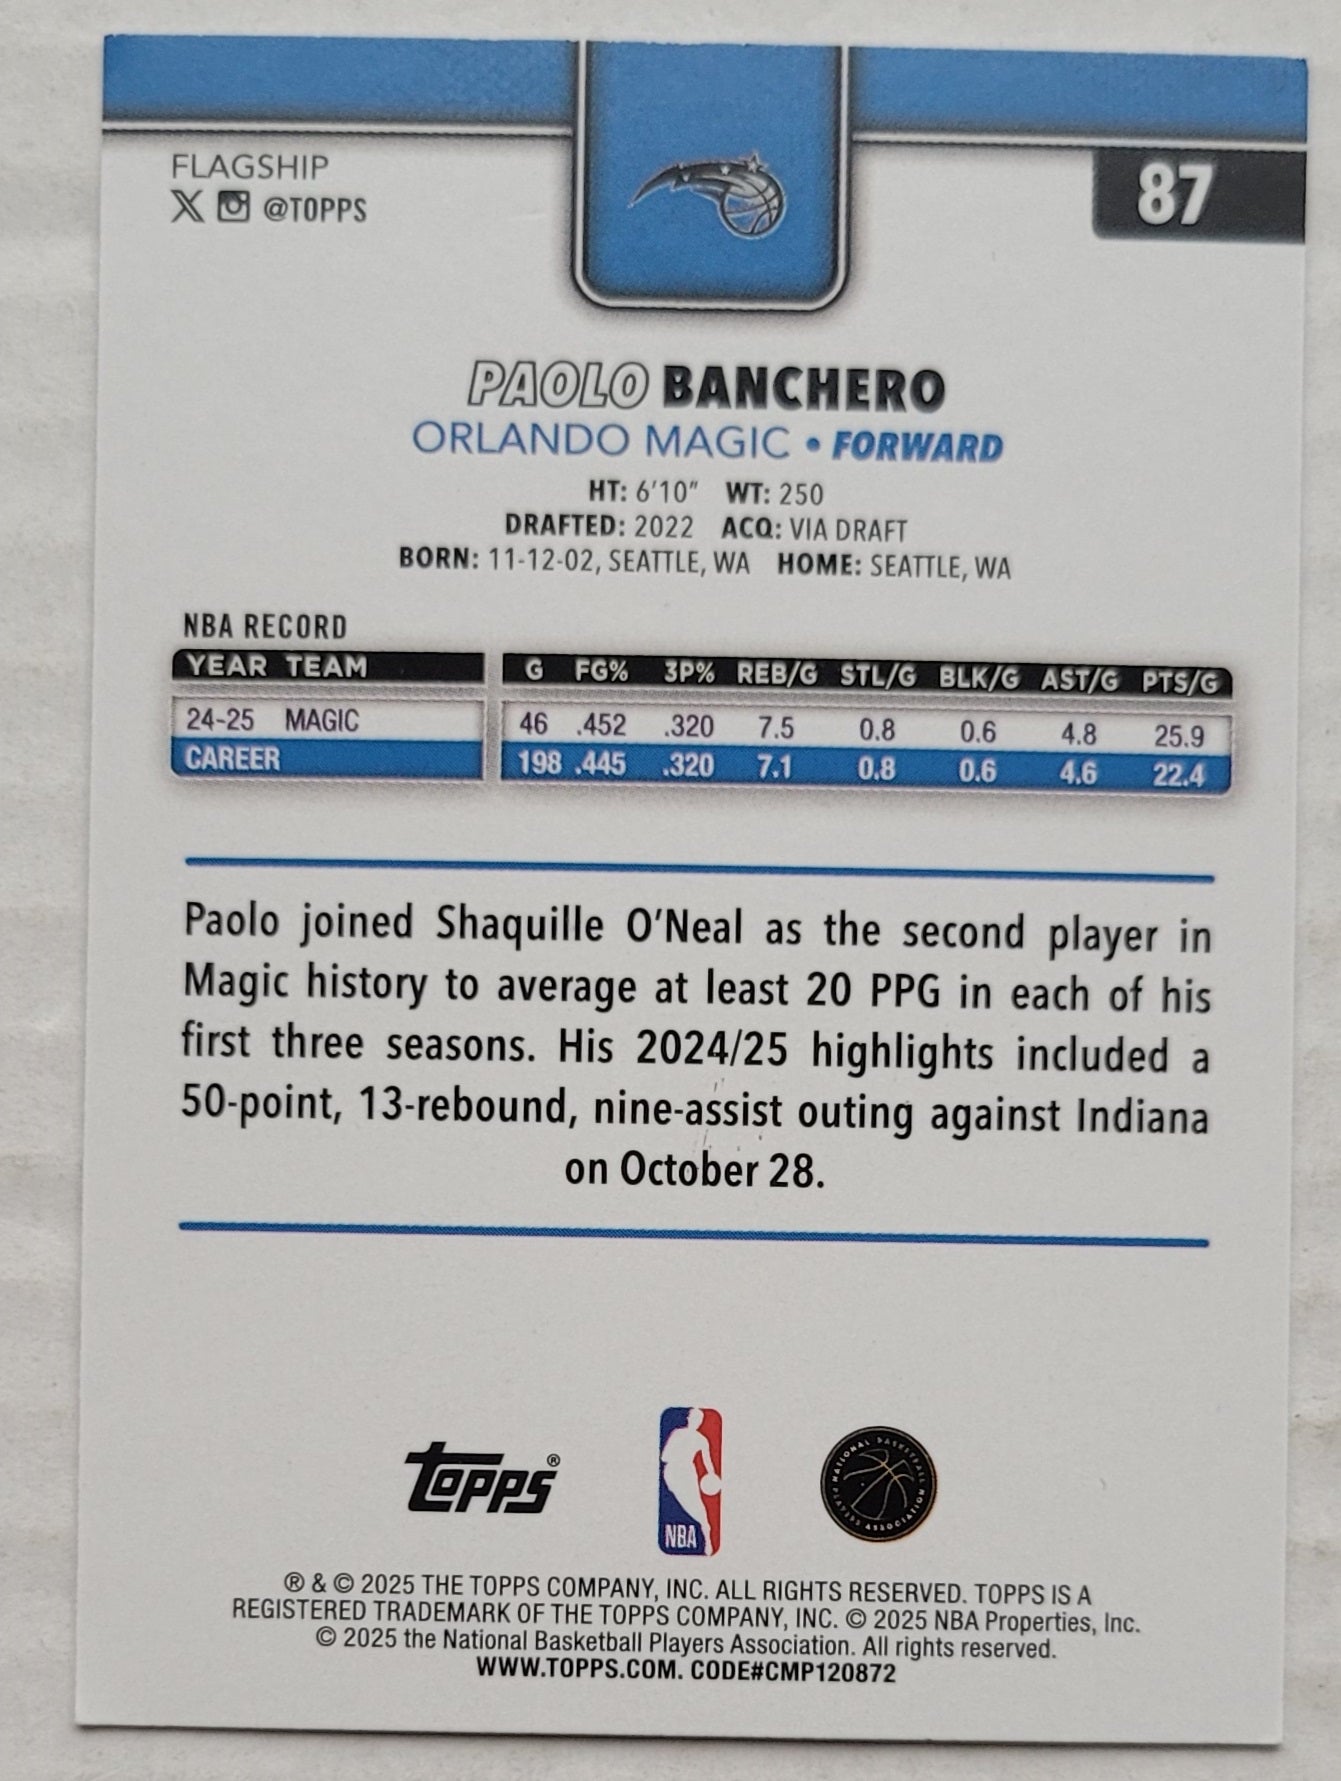 FLAGSHIP
87
X @TOPPS
PAOLO BANCHERO
ORLANDO MAGIC • FORWARD
HT: 6'10" WT: 250
DRAFTED: 2022 ACQ: VIA DRAFT
BORN: 11-12-02, SEATTLE, WA HOME: SEATTLE, WA
NBA RECORD
YEAR TEAM G FG% 3P% REB/G STL/G BLK/G AST/G PTS/G
24-25 MAGIC 46 .452 .320 7.5 0.8 0.6 4.8 25.9
CAREER 198 .445 .320 7.1 0.8 0.6 4.6 22.4
Paolo joined Shaquille O'Neal as the second player in
Magic history to average at least 20 PPG in each of his
first three seasons. His 2024/25 highlights included a
50-point, 13-rebound, nine-assist outing against Indiana
on October 28.
TOPPS®
NBA
NATIONAL BASKETBALL PLAYERS ASSOCIATION
® & © 2025 THE TOPPS COMPANY, INC. ALL RIGHTS RESERVED. TOPPS IS A
REGISTERED TRADEMARK OF THE TOPPS COMPANY, INC. © 2025 NBA Properties, Inc.
© 2025 the National Basketball Players Association. All rights reserved.
WWW.TOPPS.COM. CODE#CMP120872